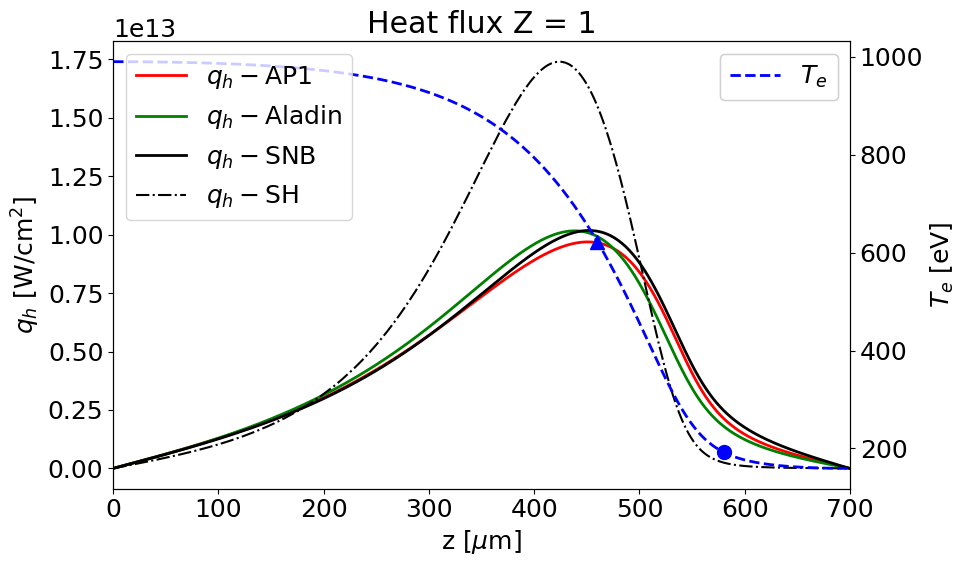 Heat flux Z = 1
1e13
1.75
1.50
1.25
1.00
0.75
0.50
0.25
0.00
q_h [W/cm²]
q_h − AP1
q_h − Aladin
q_h − SNB
q_h − SH
T_e
1000
800
600
400
200
T_e [eV]
0 100 200 300 400 500 600 700
z [μm]